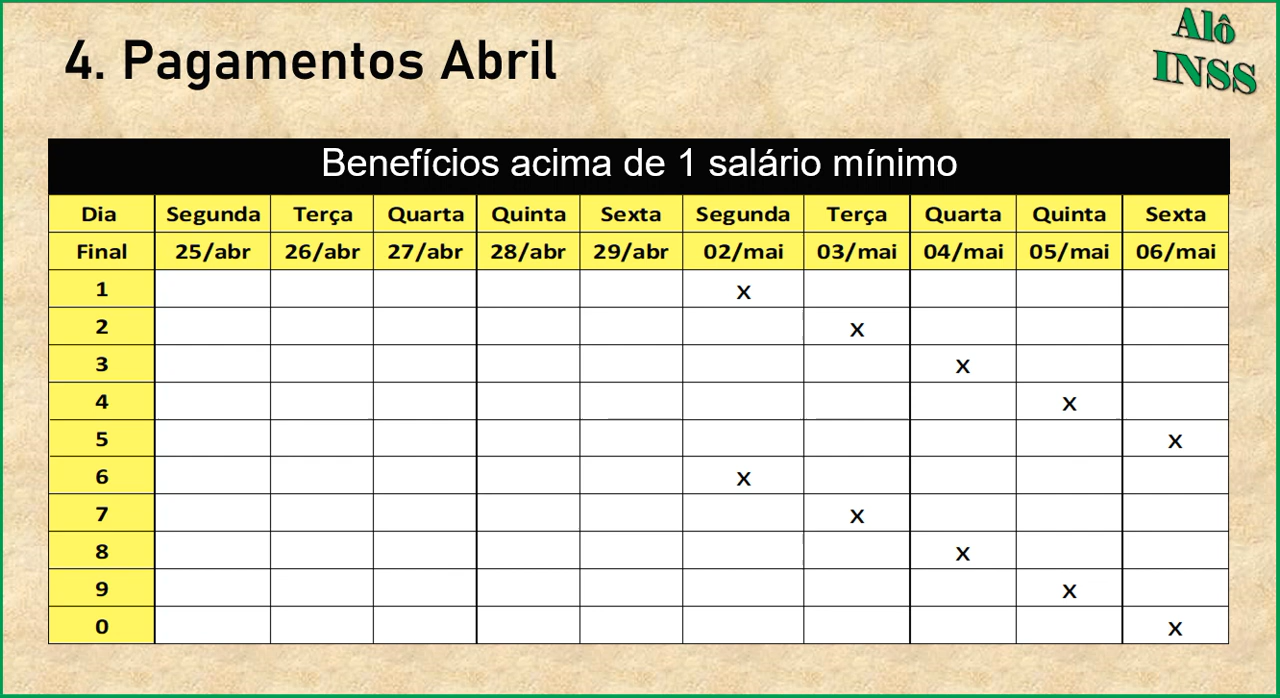 4. Pagamentos Abril
Alô
INSS
Benefícios acima de 1 salário mínimo
Dia Segunda Terça Quarta Quinta Sexta Segunda Terça Quarta Quinta Sexta
Final 25/abr 26/abr 27/abr 28/abr 29/abr 02/mai 03/mai 04/mai 05/mai 06/mai
1 x
2 x
3 x
4 x
5 x
6 x
7 x
8 x
9 x
0 x